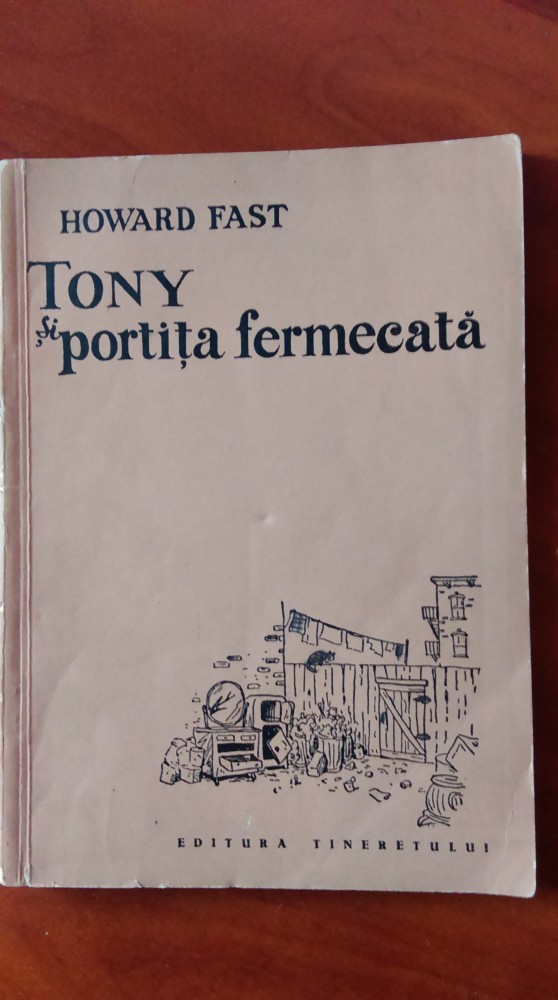 HOWARD FAST
TONY
și portița fermecată
EDITURA TINERETULUI